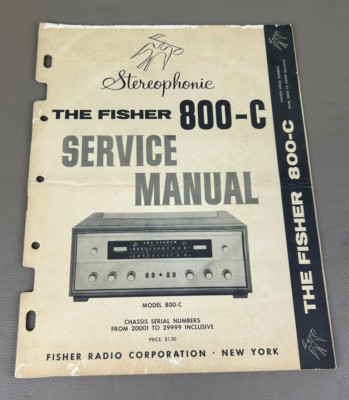 Stereophonic
THE FISHER 800-C
SERVICE
MANUAL
THE FISHER
MODEL 800-C
CHASSIS SERIAL NUMBERS
FROM 20001 TO 29999 INCLUSIVE
PRICE: $1.00
FISHER RADIO CORPORATION · NEW YORK
THE FISHER 800-C